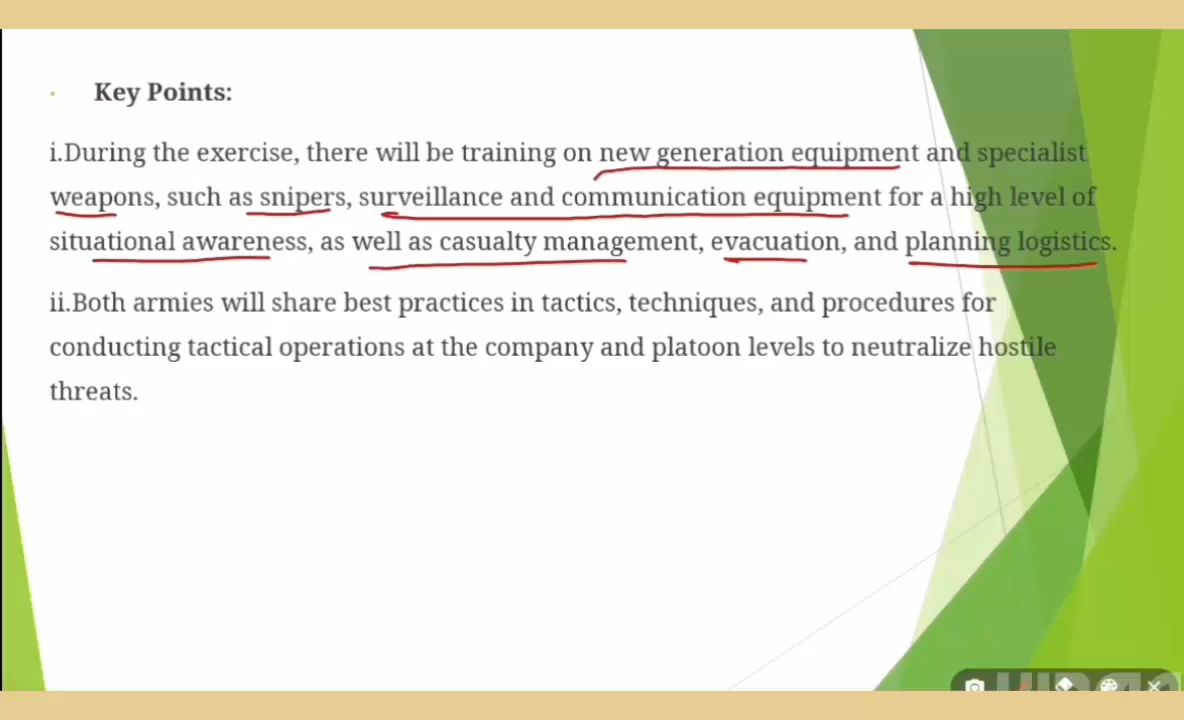 Key Points:
i.During the exercise, there will be training on new generation equipment and specialist
weapons, such as snipers, surveillance and communication equipment for a high level of
situational awareness, as well as casualty management, evacuation, and planning logistics.
ii.Both armies will share best practices in tactics, techniques, and procedures for
conducting tactical operations at the company and platoon levels to neutralize hostile
threats.